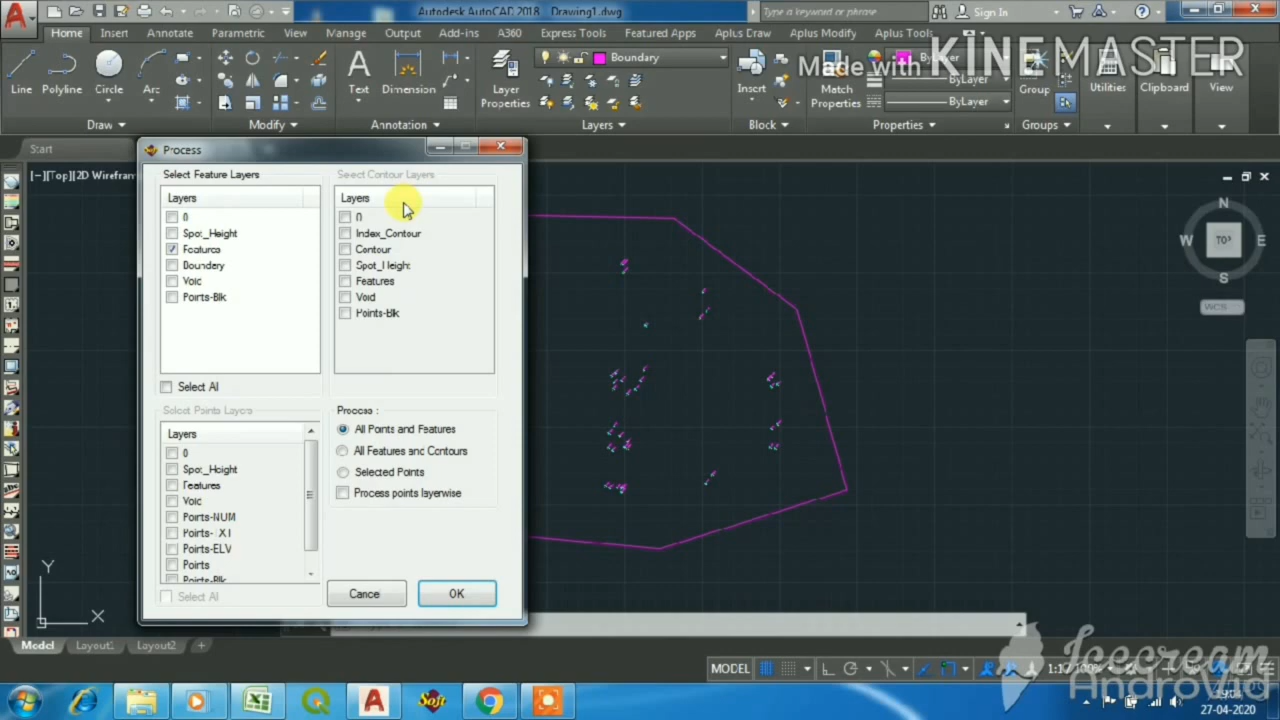 Autodesk AutoCAD 2018 - Drawing1.dwg
Type a keyword or phrase
Sign In
Home Insert Annotate Parametric View Manage Output Add-ins A360 Express Tools Featured Apps Aplus Draw Aplus Modify Aplus Tools
Made with KINEMASTER
Line Polyline Circle Arc
Text Dimension
Layer Properties
Boundary
Insert
Match Properties
ByLayer
ByLayer
Group
Utilities
Clipboard
View
Draw Modify Annotation Layers Block Properties Groups
Start
[−][Top][2D Wirefram
Process
Select Feature Layers
Layers
0
Spot_Height
Features
Boundary
Void
Points-Blk
Select All
Select Contour Layers
Layers
0
Index_Contour
Contour
Spot_Height
Features
Void
Points-Blk
Select Points Layers
Layers
0
Spot_Height
Features
Void
Points-NUM
Points-TXT
Points-ELV
Points
Points-Blk
Select All
Process :
All Points and Features
All Features and Contours
Selected Points
Process points layerwise
Cancel
OK
N
W TOP E
S
WCS
Y
X
Model Layout1 Layout2 +
MODEL
Icecream
AndroVid
27-04-2020